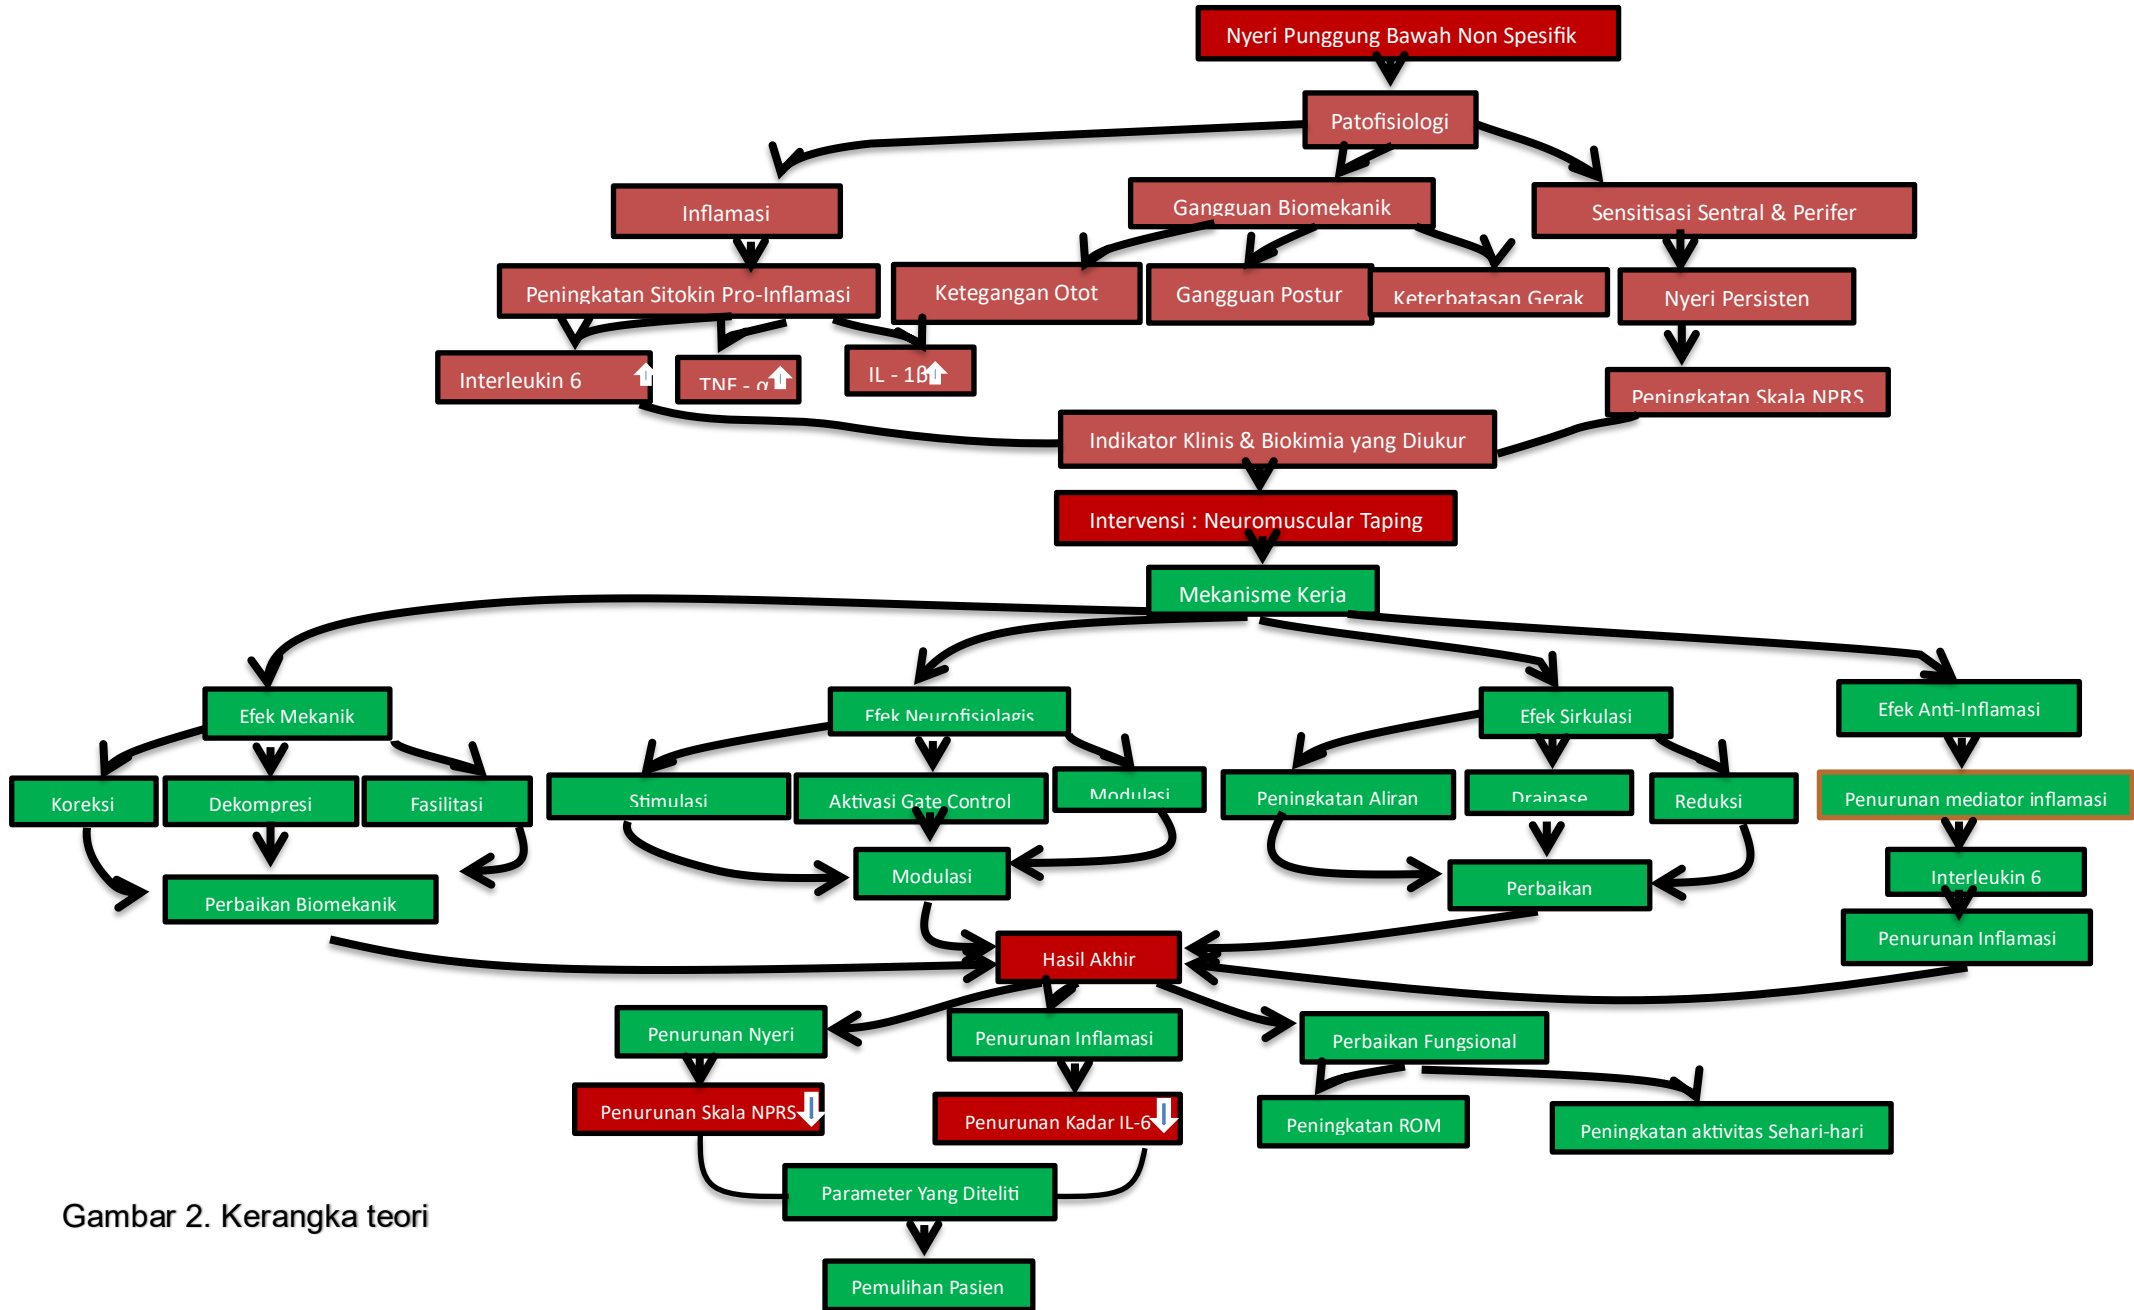 Nyeri Punggung Bawah Non Spesifik
Patofisiologi
Inflamasi
Gangguan Biomekanik
Sensitisasi Sentral & Perifer
Peningkatan Sitokin Pro-Inflamasi
Ketegangan Otot
Gangguan Postur
Keterbatasan Gerak
Nyeri Persisten
Interleukin 6
TNF - α
IL - 1β
Peningkatan Skala NPRS
Indikator Klinis & Biokimia yang Diukur
Intervensi : Neuromuscular Taping
Mekanisme Kerja
Efek Mekanik
Efek Neurofisiolagis
Efek Sirkulasi
Efek Anti-Inflamasi
Koreksi
Dekompresi
Fasilitasi
Stimulasi
Aktivasi Gate Control
Modulasi
Peningkatan Aliran
Drainase
Reduksi
Penurunan mediator inflamasi
Perbaikan Biomekanik
Modulasi
Perbaikan
Interleukin 6
Penurunan Inflamasi
Hasil Akhir
Penurunan Nyeri
Penurunan Inflamasi
Perbaikan Fungsional
Penurunan Skala NPRS
Penurunan Kadar IL-6
Peningkatan ROM
Peningkatan aktivitas Sehari-hari
Parameter Yang Diteliti
Pemulihan Pasien
Gambar 2. Kerangka teori